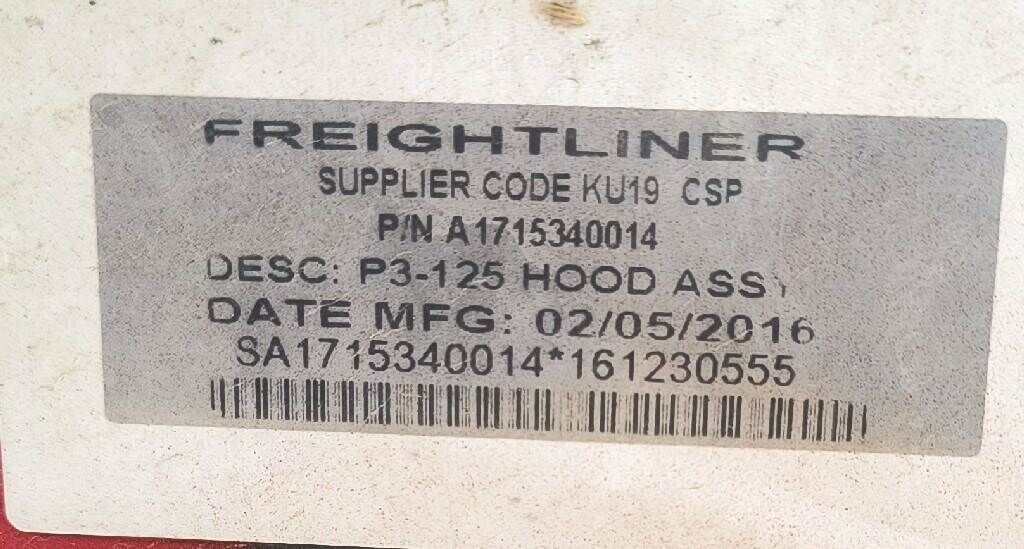 FREIGHTLINER
SUPPLIER CODE KU19 CSP
P/N A1715340014
DESC: P3-125 HOOD ASSY
DATE MFG: 02/05/2016
SA1715340014*161230555